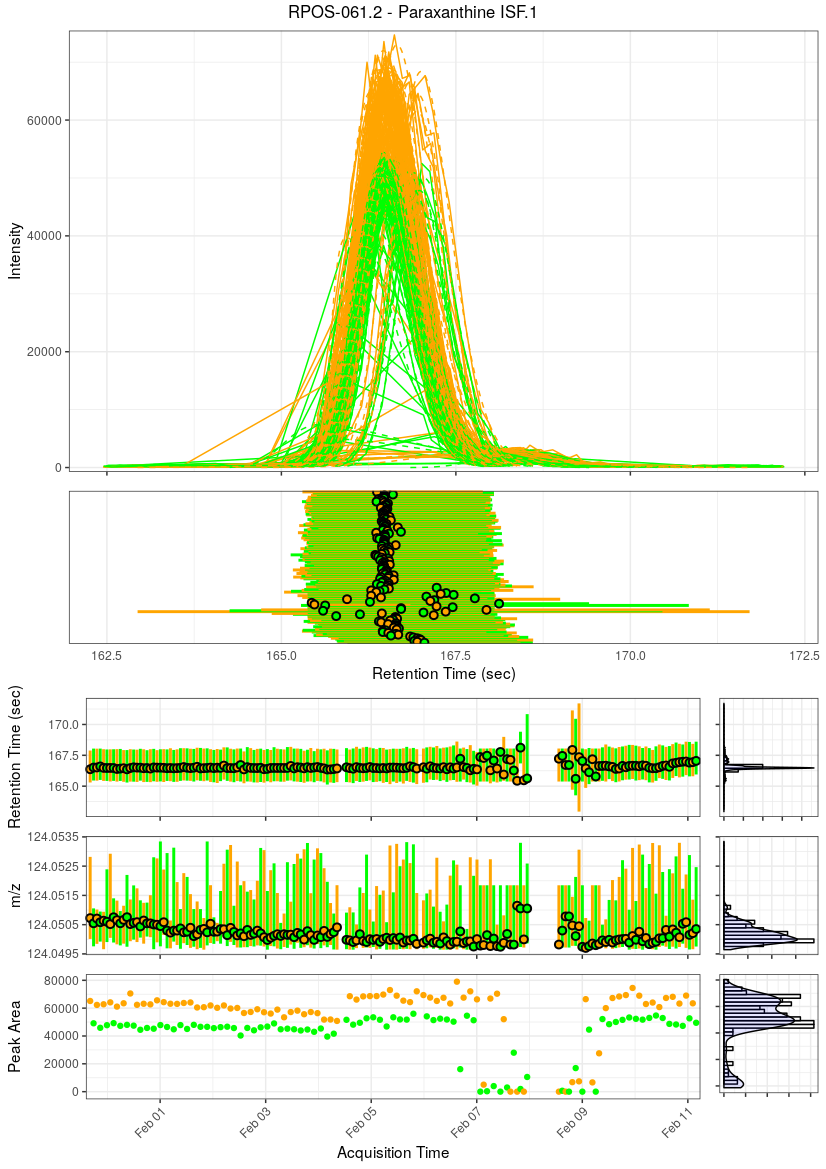 RPOS-061.2 - Paraxanthine ISF.1
Intensity
60000
40000
20000
0
162.5 165.0 167.5 170.0 172.5
Retention Time (sec)
Retention Time (sec)
170.0
167.5
165.0
m/z
124.0535
124.0525
124.0515
124.0505
124.0495
Peak Area
80000
60000
40000
20000
0
Feb 01 Feb 03 Feb 05 Feb 07 Feb 09 Feb 11
Acquisition Time